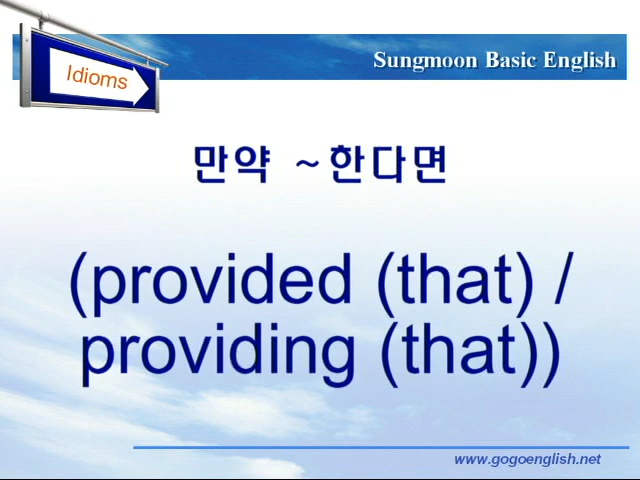 Sungmoon Basic English
Idioms
만약 ~한다면
(provided (that) /
providing (that))
www.gogoenglish.net